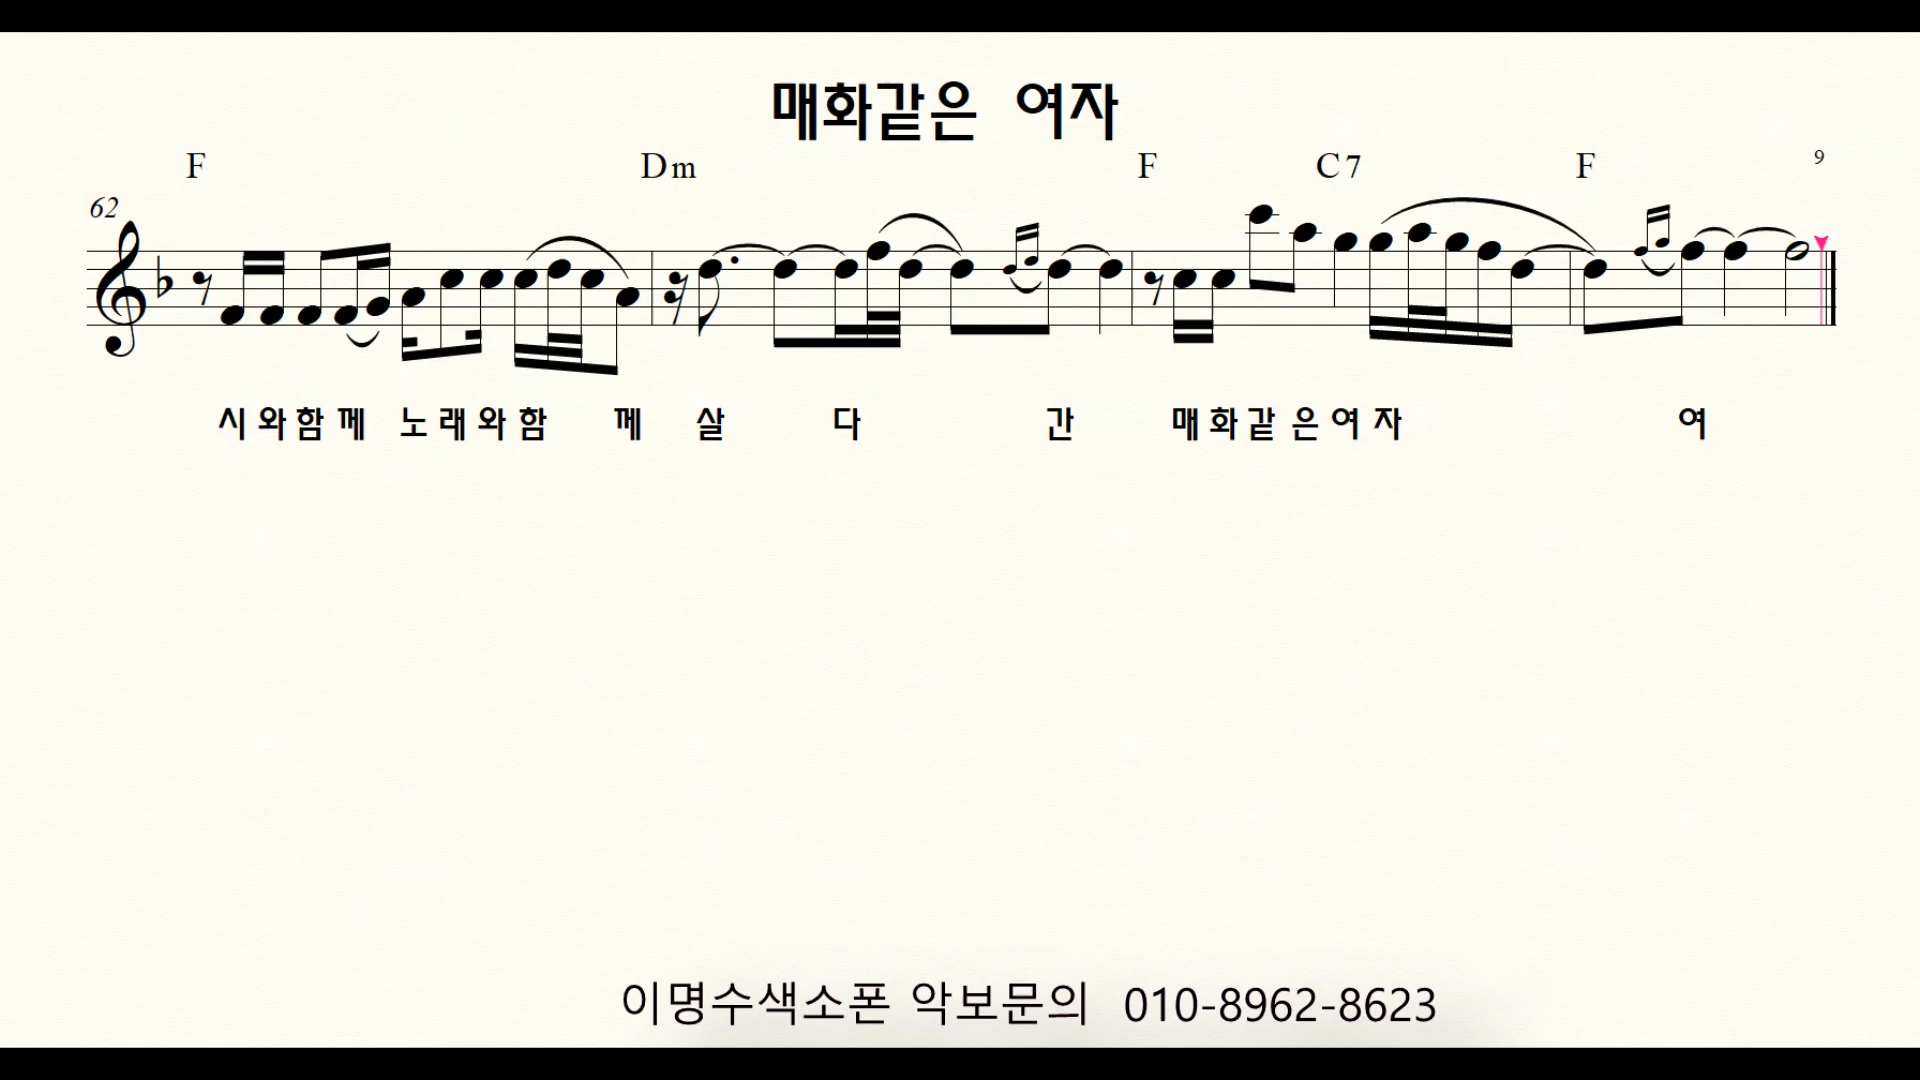 매화같은 여자
F Dm F C7 F 9
62
시 와 함 께 노 래 와 함 께 살 다 간 매 화 같 은 여 자 여
이명수색소폰 악보문의 010-8962-8623